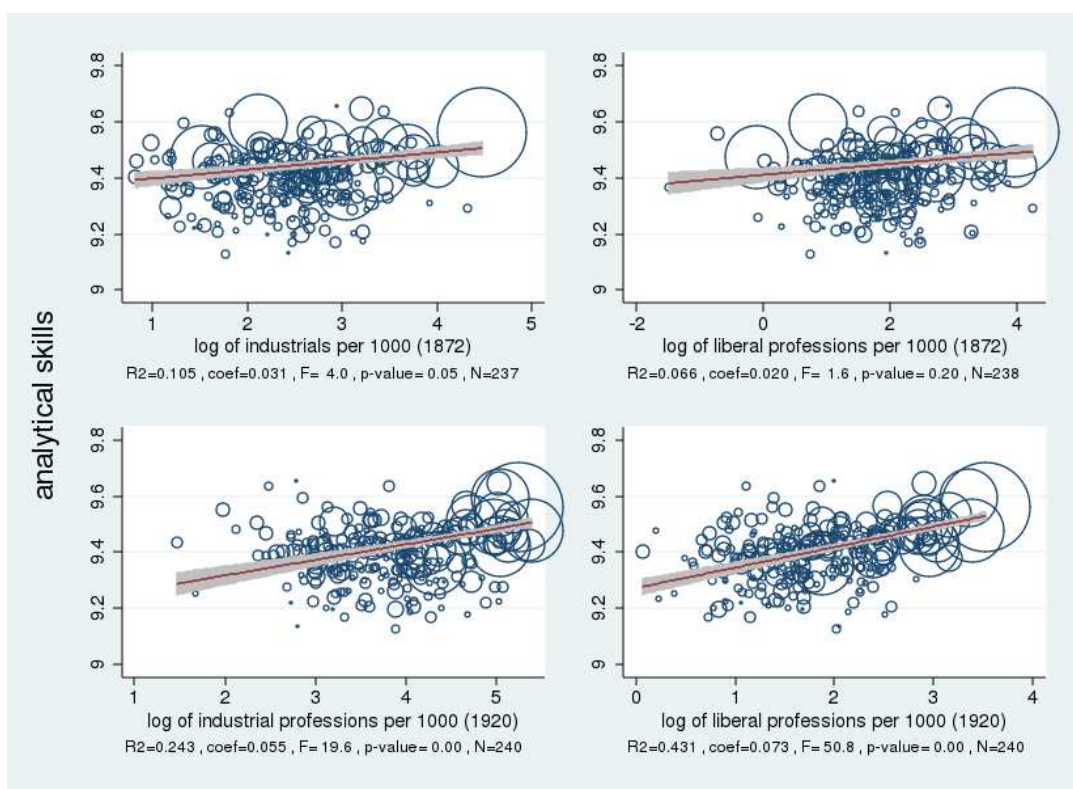 analytical skills
9.8
9.6
9.4
9.2
9
1 2 3 4 5
log of industrials per 1000 (1872)
R2=0.105 , coef=0.031 , F= 4.0 , p-value= 0.05 , N=237
9.8
9.6
9.4
9.2
9
-2 0 2 4
log of liberal professions per 1000 (1872)
R2=0.066 , coef=0.020 , F= 1.6 , p-value= 0.20 , N=238
9.8
9.6
9.4
9.2
9
1 2 3 4 5
log of industrial professions per 1000 (1920)
R2=0.243 , coef=0.055 , F= 19.6 , p-value= 0.00 , N=240
9.8
9.6
9.4
9.2
9
0 1 2 3 4
log of liberal professions per 1000 (1920)
R2=0.431 , coef=0.073 , F= 50.8 , p-value= 0.00 , N=240